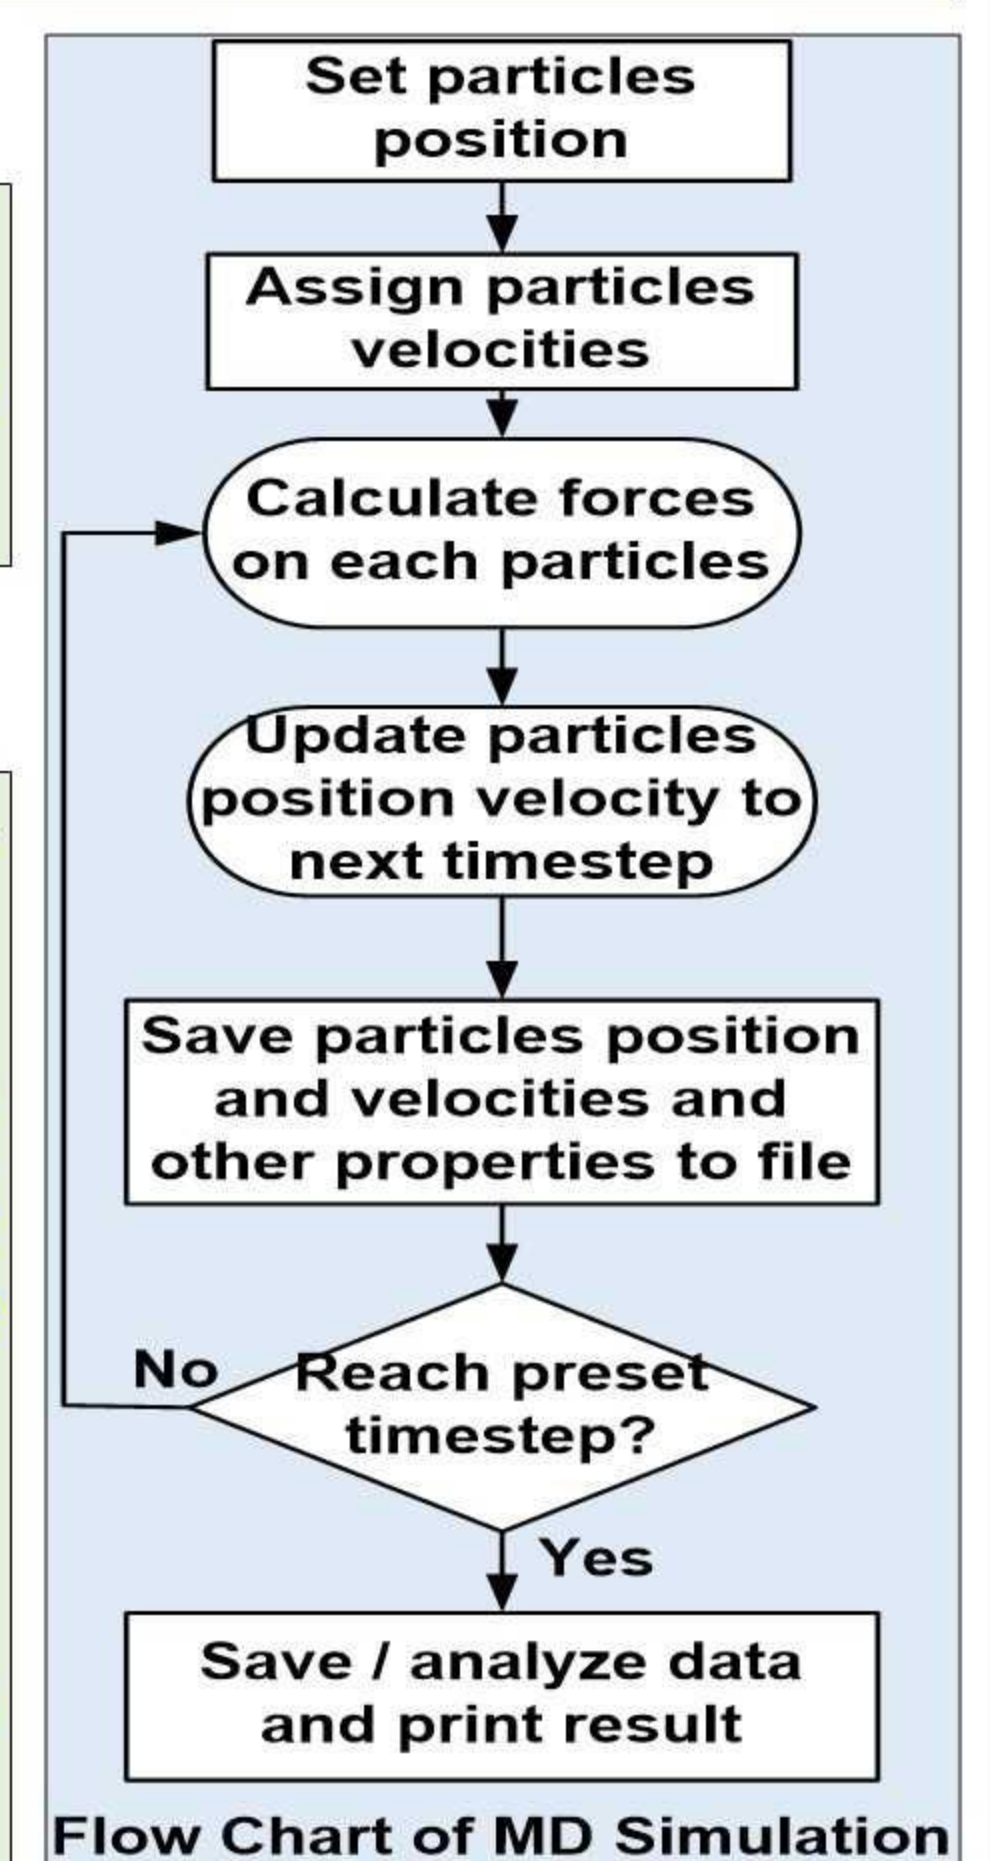 Set particles
position
Assign particles
velocities
Calculate forces
on each particles
Update particles
position velocity to
next timestep
Save particles position
and velocities and
other properties to file
No
Reach preset
timestep?
Yes
Save / analyze data
and print result
Flow Chart of MD Simulation